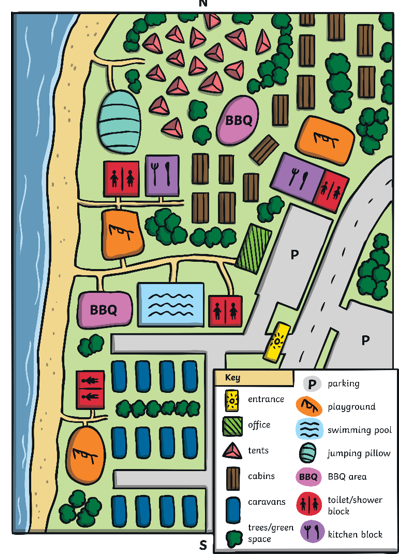 N
BBQ
P
BBQ
P
S
Key
entrance
office
tents
cabins
caravans
trees/green
space
P parking
playground
swimming pool
jumping pillow
BBQ BBQ area
toilet/shower
block
kitchen block